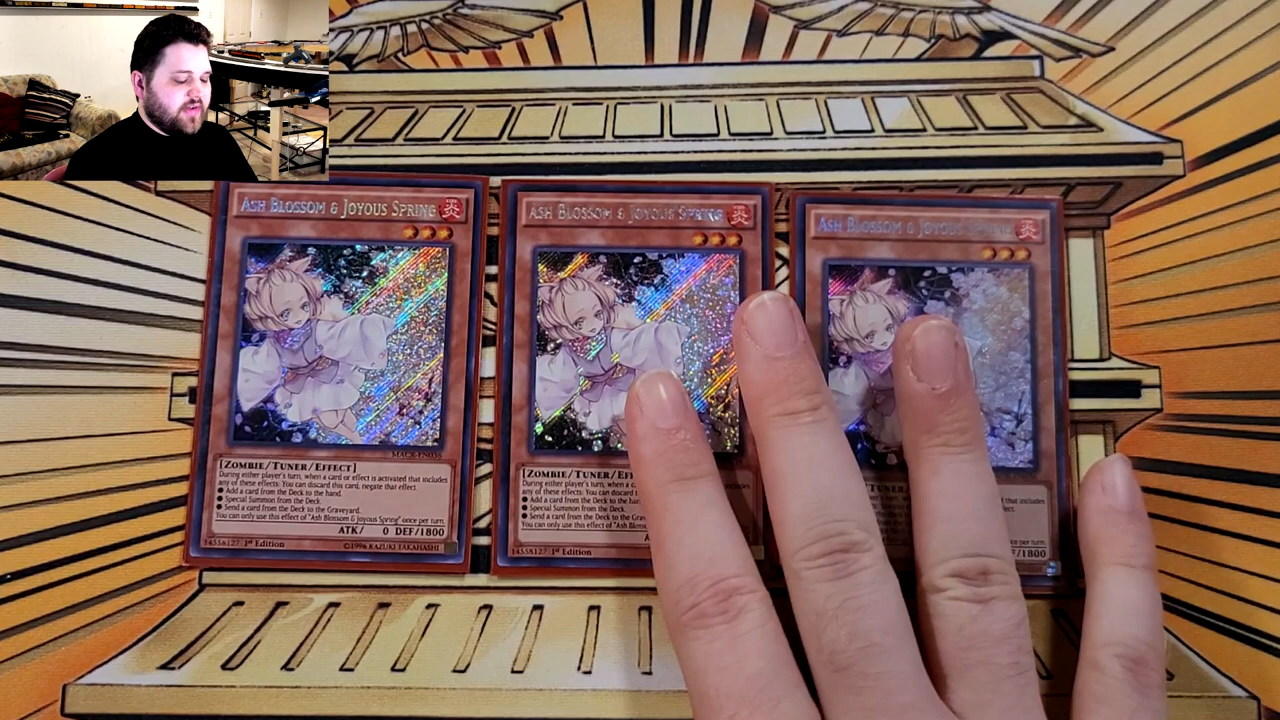 ASH BLOSSOM & JOYOUS SPRING
炎
MACR-EN036
[ZOMBIE/TUNER/EFFECT]
During either player's turn, when a card or effect is activated that includes
any of these effects: You can discard this card; negate that effect.
● Add a card from the Deck to the hand.
● Special Summon from the Deck.
● Send a card from the Deck to the Graveyard.
You can only use this effect of "Ash Blossom & Joyous Spring" once per turn.
ATK/ 0 DEF/1800
14558127 1st Edition
©1996 KAZUKI TAKAHASHI
ASH BLOSSOM & JOYOUS SPRING
炎
[ZOMBIE/TUNER/EFFECT]
During either player's turn, when a
any of these effects: You can discard
● Add a card from the Deck to the
● Special Summon from the Deck.
● Send a card from the Deck to the
You can only use this effect of "Ash
14558127 1st Edition
ASH BLOSSOM & JOYOUS SPRING
炎
that includes
per turn.
/1800